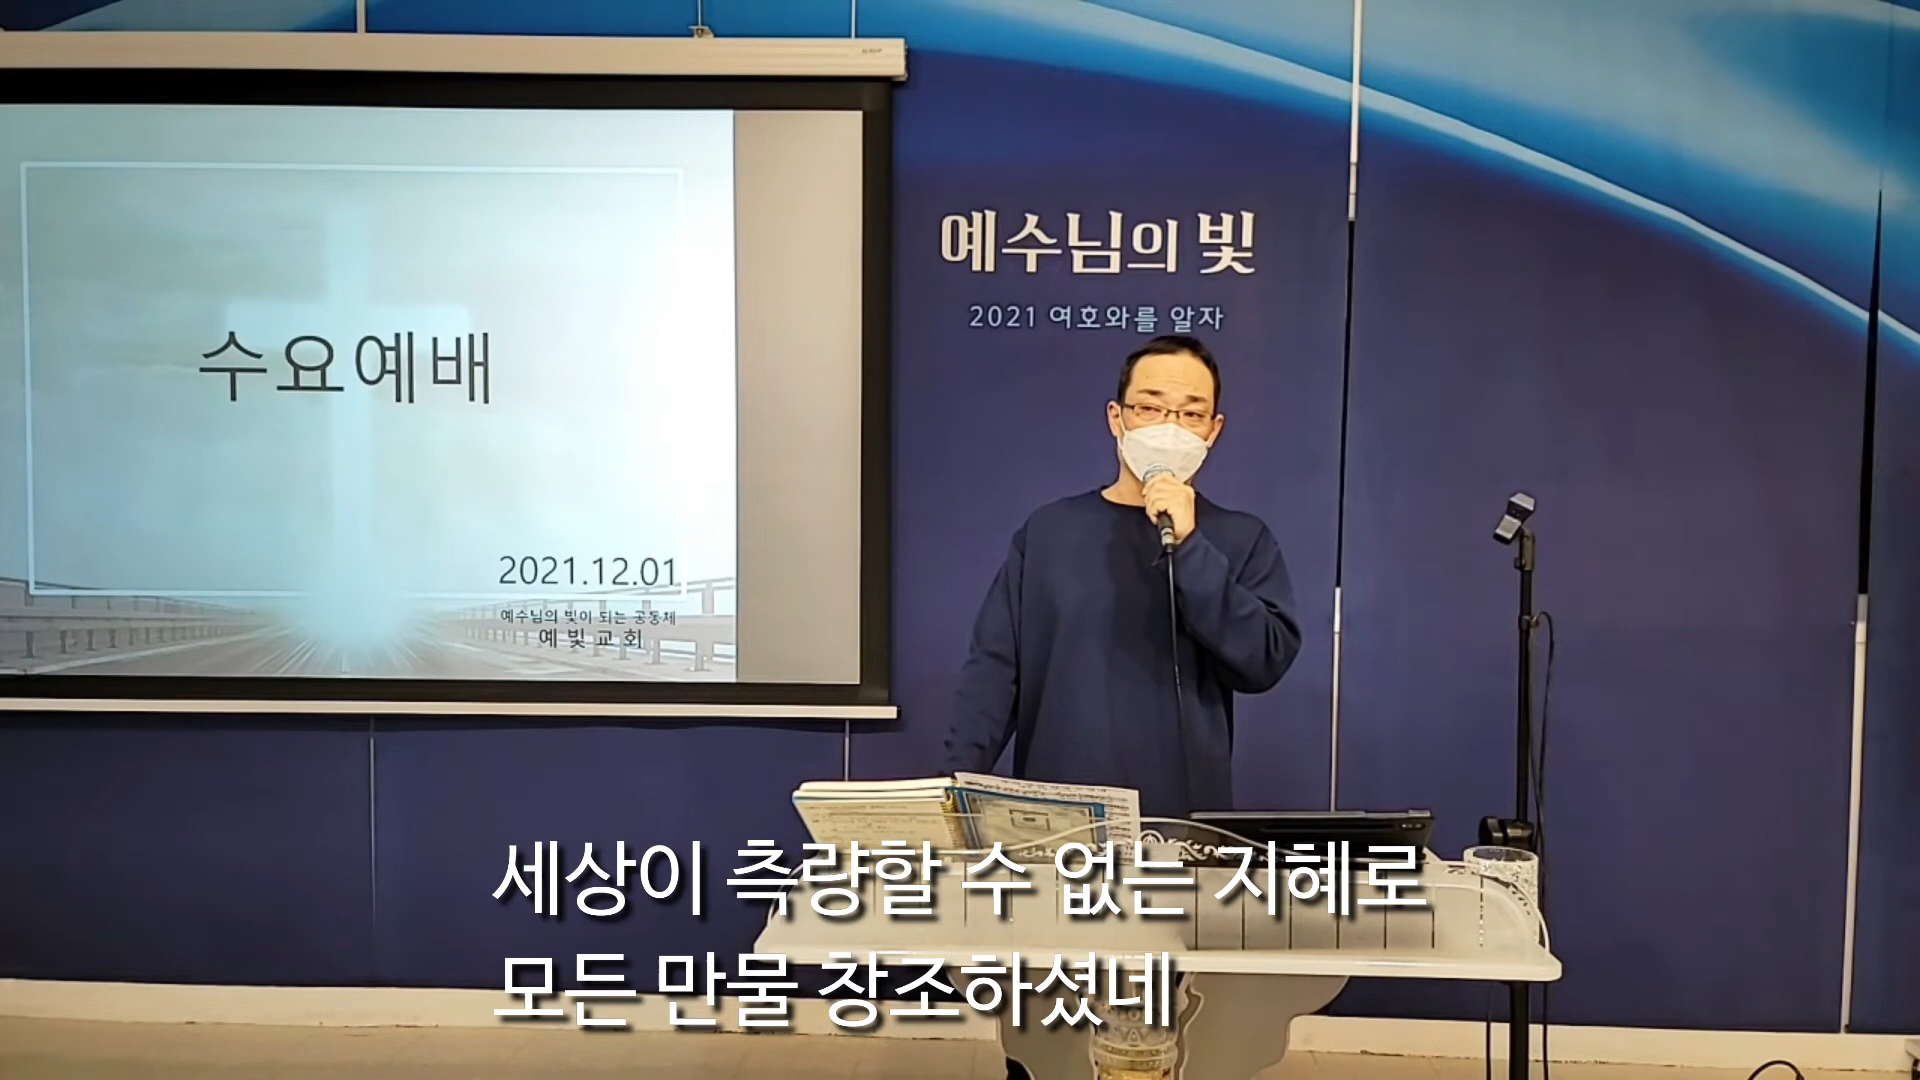 수요예배
2021.12.01
예수님의 빛이 되는 공동체
예빛교회
예수님의 빛
2021 여호와를 알자
세상이 측량할 수 없는 지혜로
모든 만물 창조하셨네